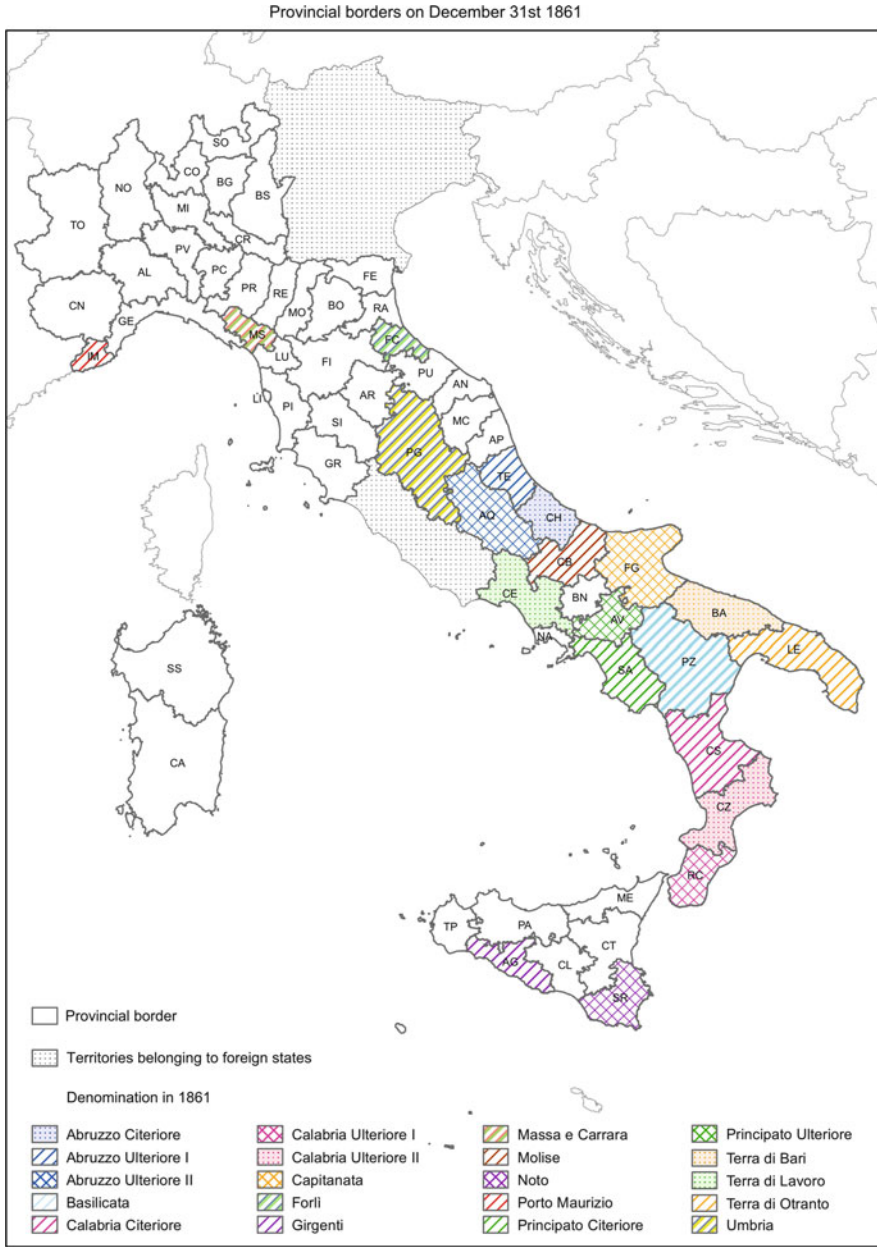 Provincial borders on December 31st 1861
SO
CO
BG
BS
NO
MI
TO
CR
PV
PC
AL
PR
RE
FE
MO
BO
RA
CN
GE
MS
FC
IM
LU
FI
PU
LI
PI
AR
AN
SI
MC
AP
GR
PG
TE
AQ
CH
CB
FG
CE
BN
BA
AV
NA
LE
SA
PZ
SS
CS
CA
CZ
RC
ME
TP
PA
CT
AG
CL
SR
Provincial border
Territories belonging to foreign states
Denomination in 1861
Abruzzo Citeriore
Abruzzo Ulteriore I
Abruzzo Ulteriore II
Basilicata
Calabria Citeriore
Calabria Ulteriore I
Calabria Ulteriore II
Capitanata
Forlì
Girgenti
Massa e Carrara
Molise
Noto
Porto Maurizio
Principato Citeriore
Principato Ulteriore
Terra di Bari
Terra di Lavoro
Terra di Otranto
Umbria